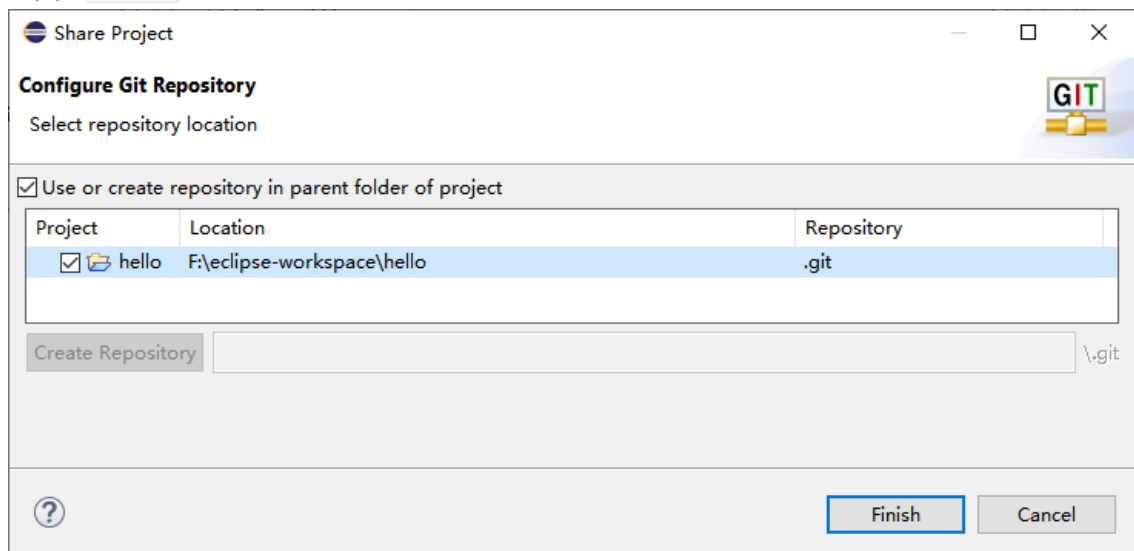 Share Project
Configure Git Repository
GIT
Select repository location
Use or create repository in parent folder of project
Project Location Repository
hello F:\eclipse-workspace\hello .git
Create Repository \.git
? Finish Cancel